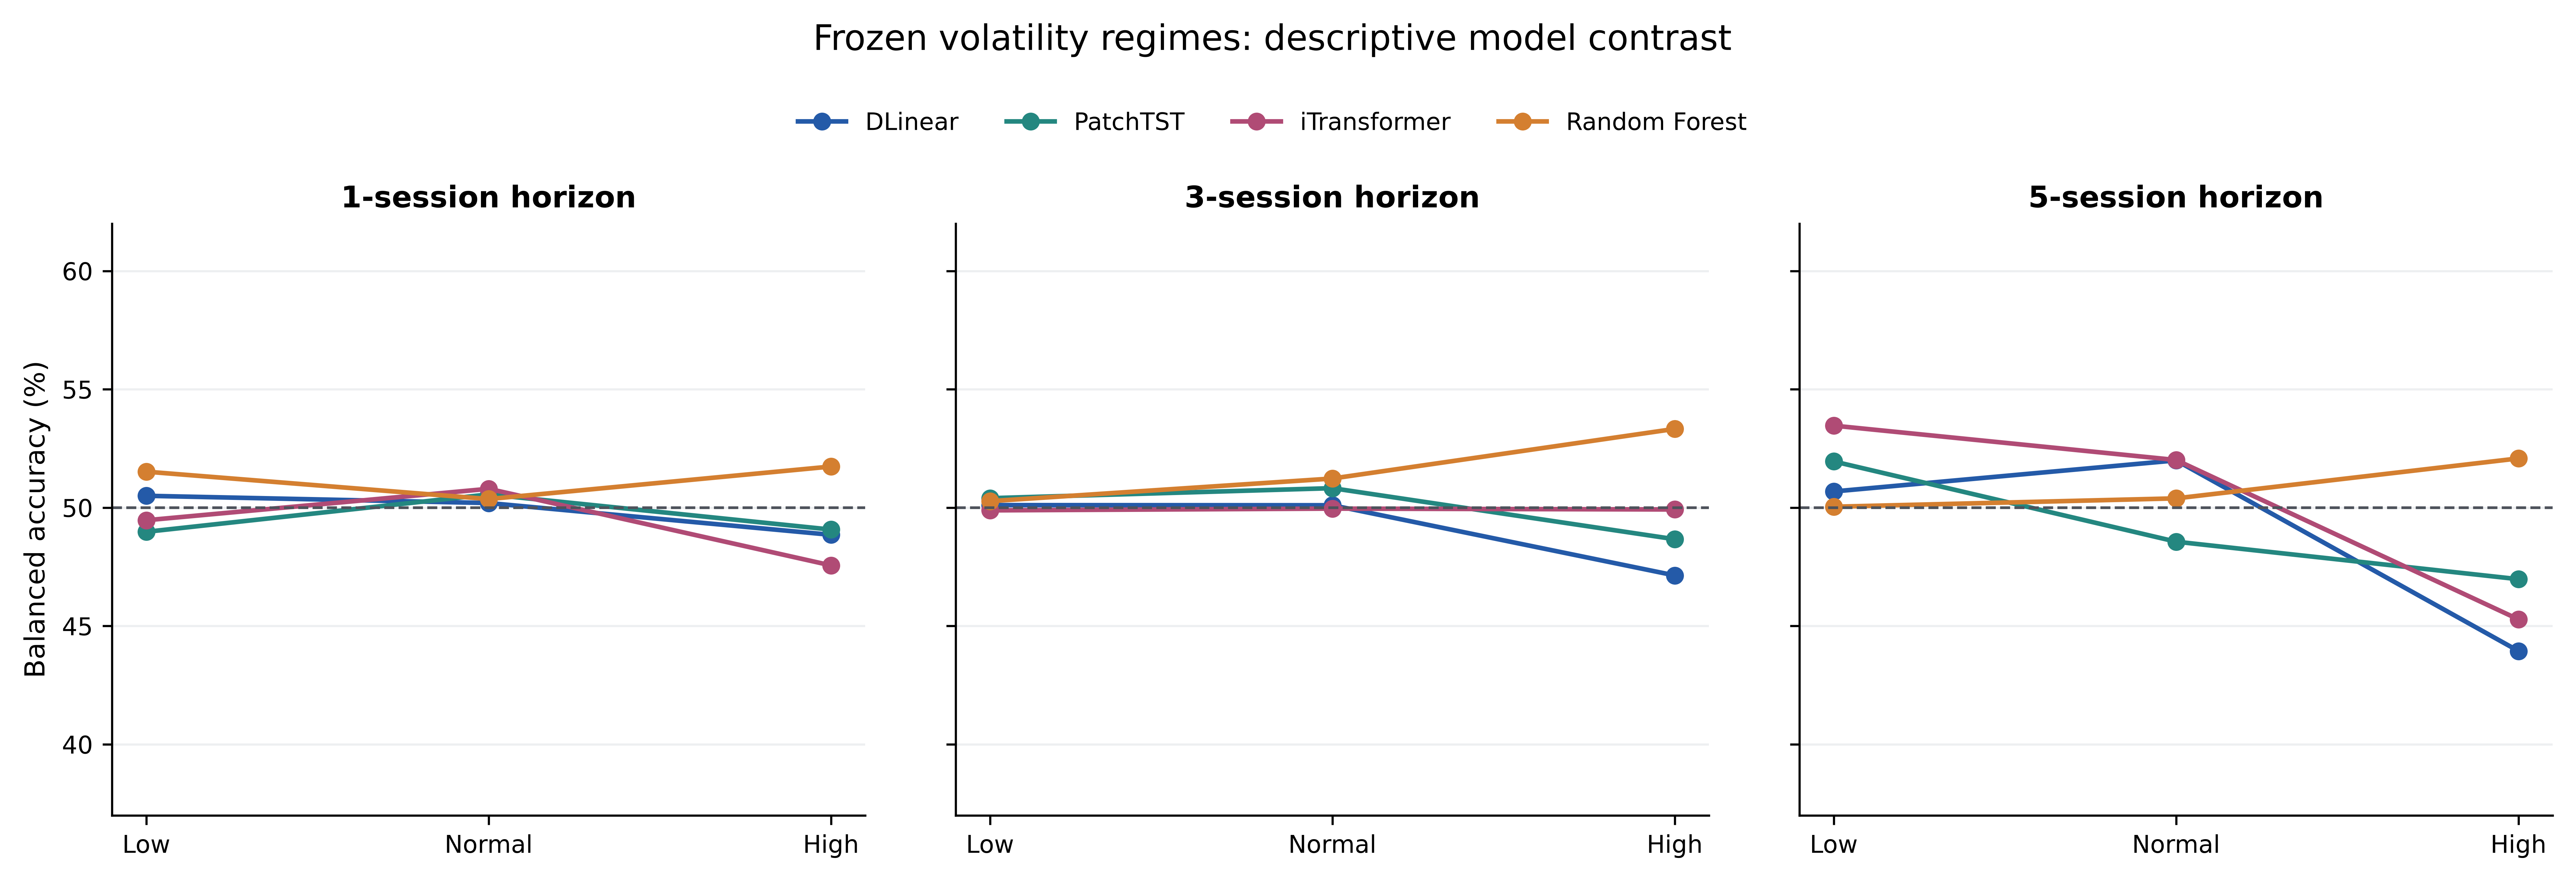 Frozen volatility regimes: descriptive model contrast
DLinear PatchTST iTransformer Random Forest
1-session horizon
3-session horizon
5-session horizon
Balanced accuracy (%)
60
55
50
45
40
Low Normal High
Low Normal High
Low Normal High